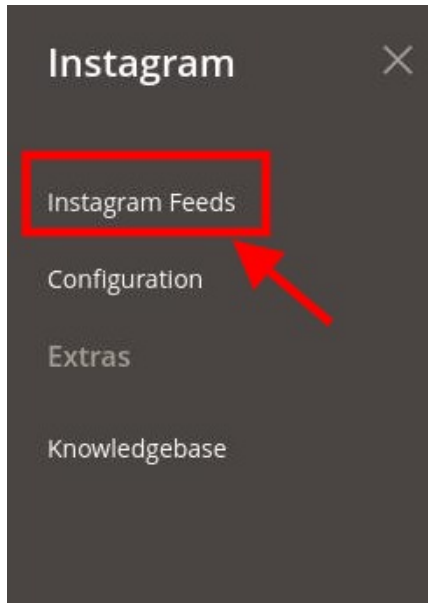 Instagram
Instagram Feeds
Configuration
Extras
Knowledgebase